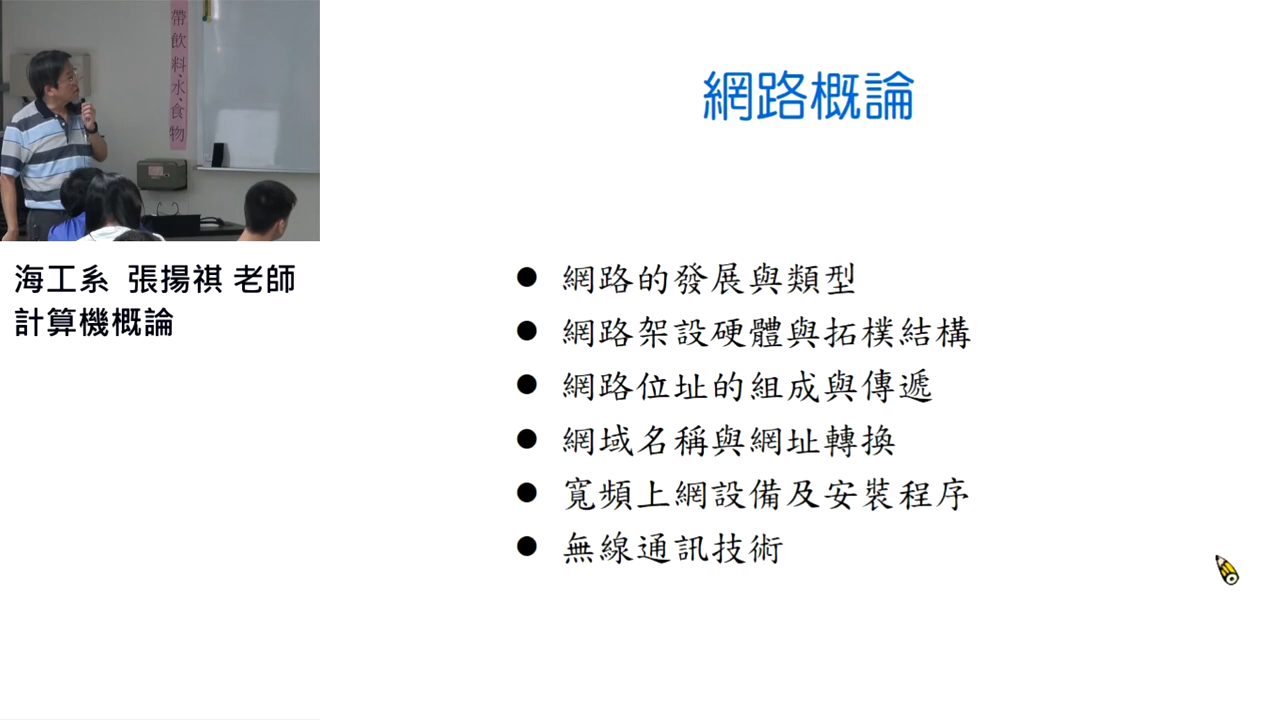 帶飲料、水、食物
海工系 張揚祺 老師
計算機概論
網路概論
● 網路的發展與類型
● 網路架設硬體與拓樸結構
● 網路位址的組成與傳遞
● 網域名稱與網址轉換
● 寬頻上網設備及安裝程序
● 無線通訊技術